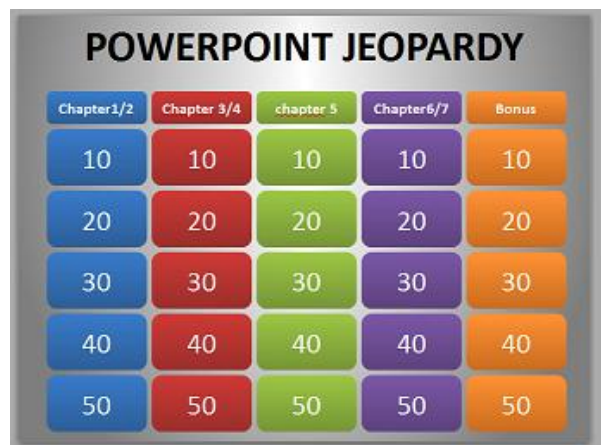 POWERPOINT JEOPARDY
Chapter1/2 Chapter 3/4 chapter 5 Chapter6/7 Bonus
10 10 10 10 10
20 20 20 20 20
30 30 30 30 30
40 40 40 40 40
50 50 50 50 50